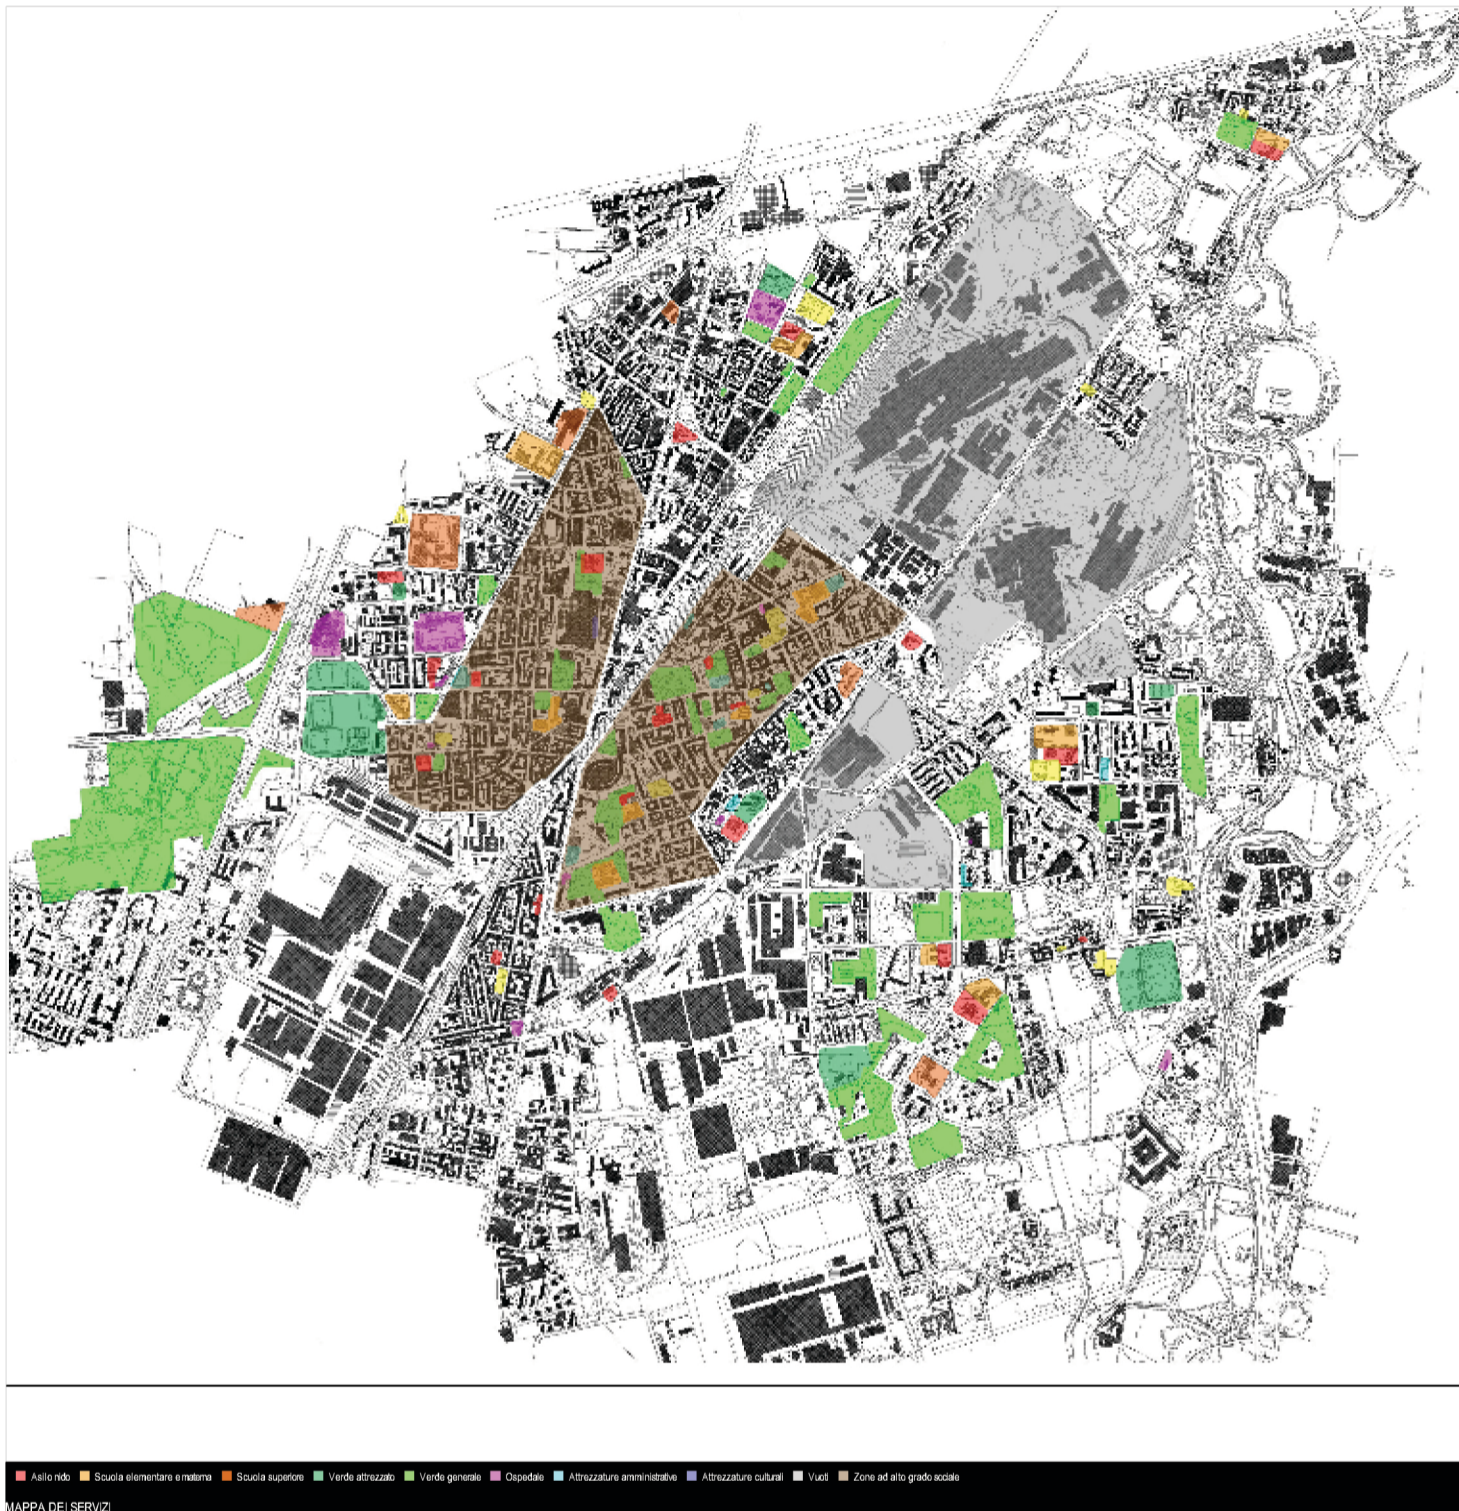 Asilo nido Scuola elementare e materna Scuola superiore Verde attrezzato Verde generale Ospedale Attrezzature amministrative Attrezzature culturali Vuoti Zone ad alto grado sociale
MAPPA DEI SERVIZI